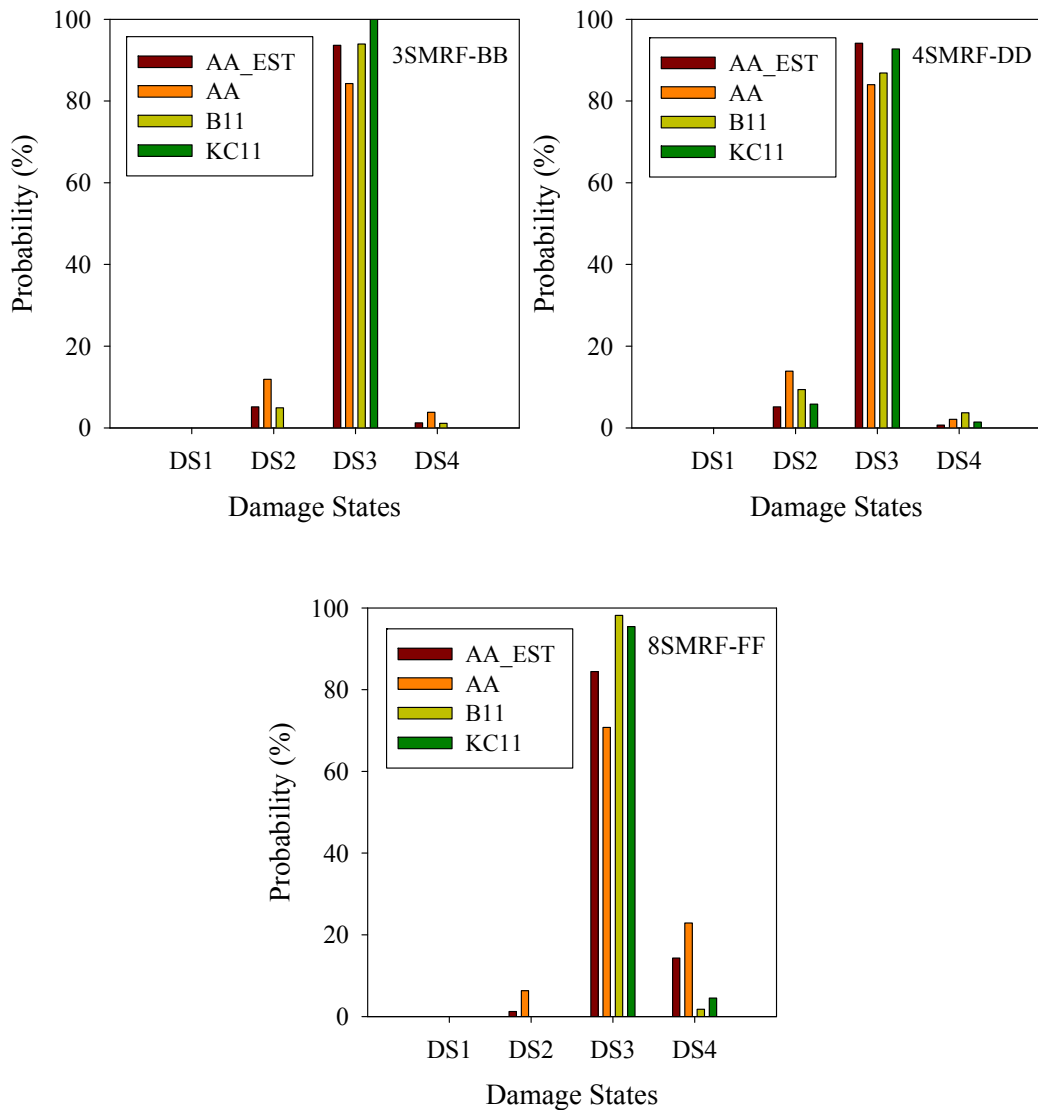 100
80
60
40
20
0
Probability (%)
AA_EST
AA
B11
KC11
3SMRF-BB
DS1 DS2 DS3 DS4
Damage States
100
80
60
40
20
0
Probability (%)
AA_EST
AA
B11
KC11
4SMRF-DD
DS1 DS2 DS3 DS4
Damage States
100
80
60
40
20
0
Probability (%)
AA_EST
AA
B11
KC11
8SMRF-FF
DS1 DS2 DS3 DS4
Damage States